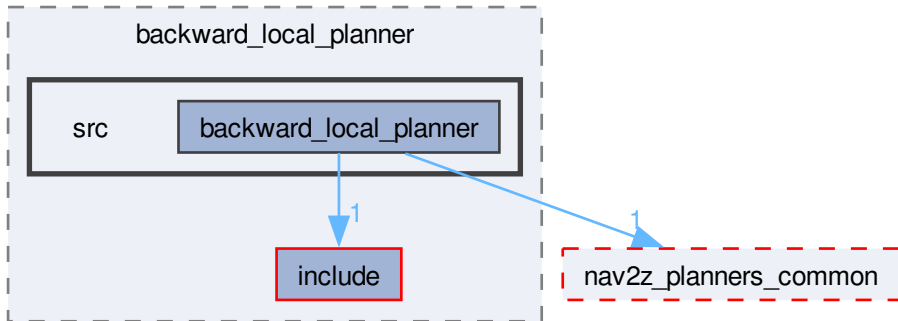 backward_local_planner
src
backward_local_planner
1
1
include
nav2z_planners_common